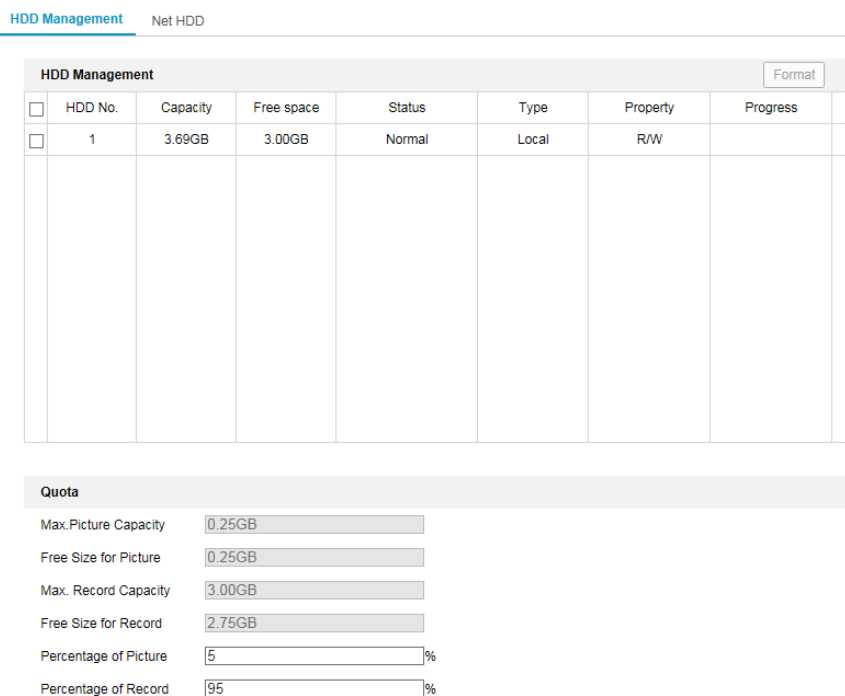 HDD Management Net HDD
HDD Management Format
HDD No. Capacity Free space Status Type Property Progress
1 3.69GB 3.00GB Normal Local R/W
Quota
Max.Picture Capacity 0.25GB
Free Size for Picture 0.25GB
Max. Record Capacity 3.00GB
Free Size for Record 2.75GB
Percentage of Picture 5 %
Percentage of Record 95 %